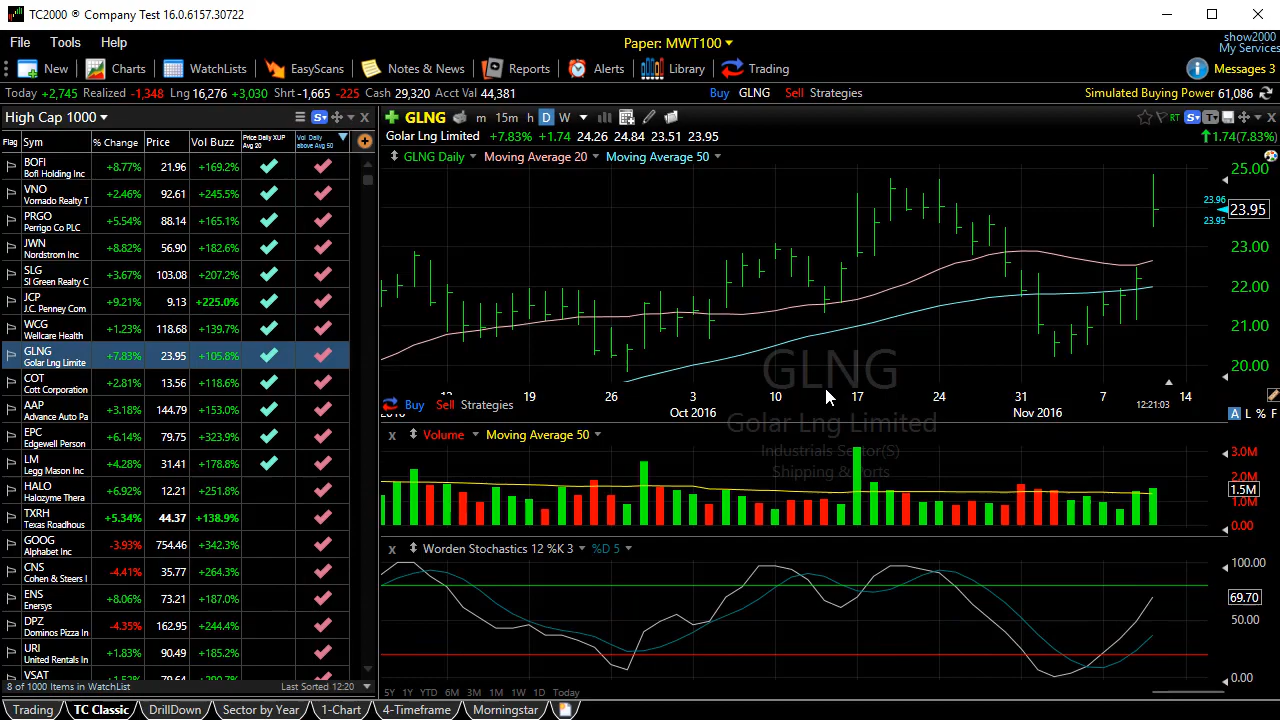 TC2000 ® Company Test 16.0.6157.30722
File Tools Help
Paper: MWT100
show2000
My Services
New Charts WatchLists EasyScans Notes & News Reports Alerts Library Trading
Messages 3
Today +2,745 Realized -1,348 Lng 16,276 +3,030 Shrt -1,665 -225 Cash 29,320 Acct Val 44,381
Buy GLNG Sell Strategies
Simulated Buying Power 61,086
High Cap 1000
Flag Sym % Change Price Vol Buzz Price Daily XUP Avg 20 Vol Daily above Avg 50
BOFI +8.77% 21.96 +169.2%
BofI Holding Inc
VNO +2.46% 92.61 +245.5%
Vornado Realty T
PRGO +5.54% 88.14 +165.1%
Perrigo Co PLC
JWN +8.82% 56.90 +182.6%
Nordstrom Inc
SLG +3.67% 103.08 +207.2%
Sl Green Realty C
JCP +9.21% 9.13 +225.0%
J.C. Penney Com
WCG +1.23% 118.68 +139.7%
Wellcare Health
GLNG +7.83% 23.95 +105.8%
Golar Lng Limite
COT +2.81% 13.56 +118.6%
Cott Corporation
AAP +3.18% 144.79 +153.0%
Advance Auto Pa
EPC +6.14% 79.75 +323.9%
Edgewell Person
LM +4.28% 31.41 +178.8%
Legg Mason Inc
HALO +6.92% 12.21 +251.8%
Halozyme Thera
TXRH +5.34% 44.37 +138.9%
Texas Roadhous
GOOG -3.93% 754.46 +342.3%
Alphabet Inc
CNS -4.41% 35.77 +264.3%
Cohen & Steers I
ENS +8.06% 73.21 +187.0%
Enersys
DPZ -4.35% 162.95 +244.4%
Dominos Pizza In
URI +1.83% 90.49 +185.2%
United Rentals In
VSAT
8 of 1000 Items in WatchList
Last Sorted 12:20
GLNG m 15m h D W
RT
Golar Lng Limited +7.83% +1.74 24.26 24.84 23.51 23.95
1.74(7.83%)
GLNG Daily Moving Average 20 Moving Average 50
25.00
23.96
23.95
23.95
23.00
22.00
21.00
20.00
GLNG
Golar Lng Limited
Industrials Sector(S)
Shipping & Ports
19 26 3 10 17 24 31 7 14
Oct 2016 Nov 2016 12:21:03
Buy Sell Strategies
A L % F
Volume Moving Average 50
3.0M
2.0M
1.5M
1.0M
0.00
Worden Stochastics 12 %K 3 %D 5
100.00
69.70
50.00
0.00
5Y 1Y YTD 6M 3M 1M 1W 1D Today
Trading TC Classic DrillDown Sector by Year 1-Chart 4-Timeframe Morningstar